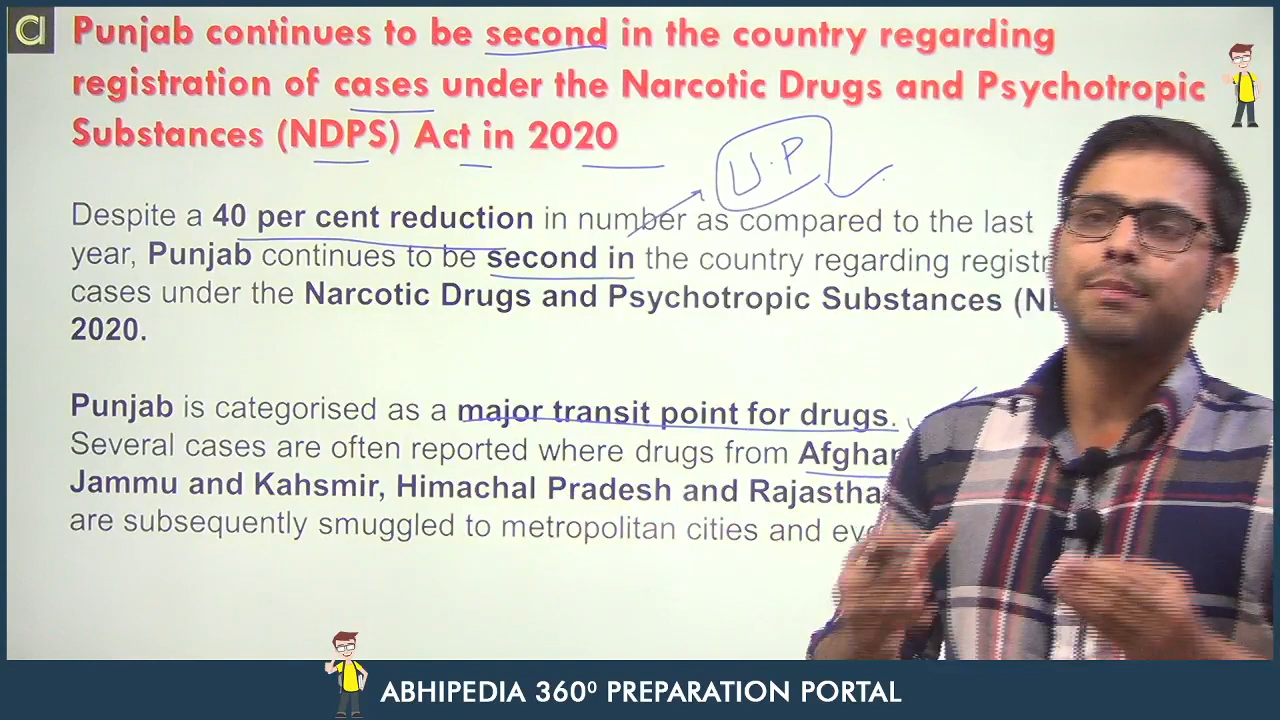 Punjab continues to be second in the country regarding
registration of cases under the Narcotic Drugs and Psychotropic
Substances (NDPS) Act in 2020
U.P
Despite a 40 per cent reduction in number as compared to the last
year, Punjab continues to be second in the country regarding
cases under the Narcotic Drugs and Psychotropic Substances
2020.
Punjab is categorised as a major transit point for drugs.
Several cases are often reported where drugs from
Jammu and Kahsmir, Himachal Pradesh and
are subsequently smuggled to metropolitan cities and
ABHIPEDIA 360⁰ PREPARATION PORTAL